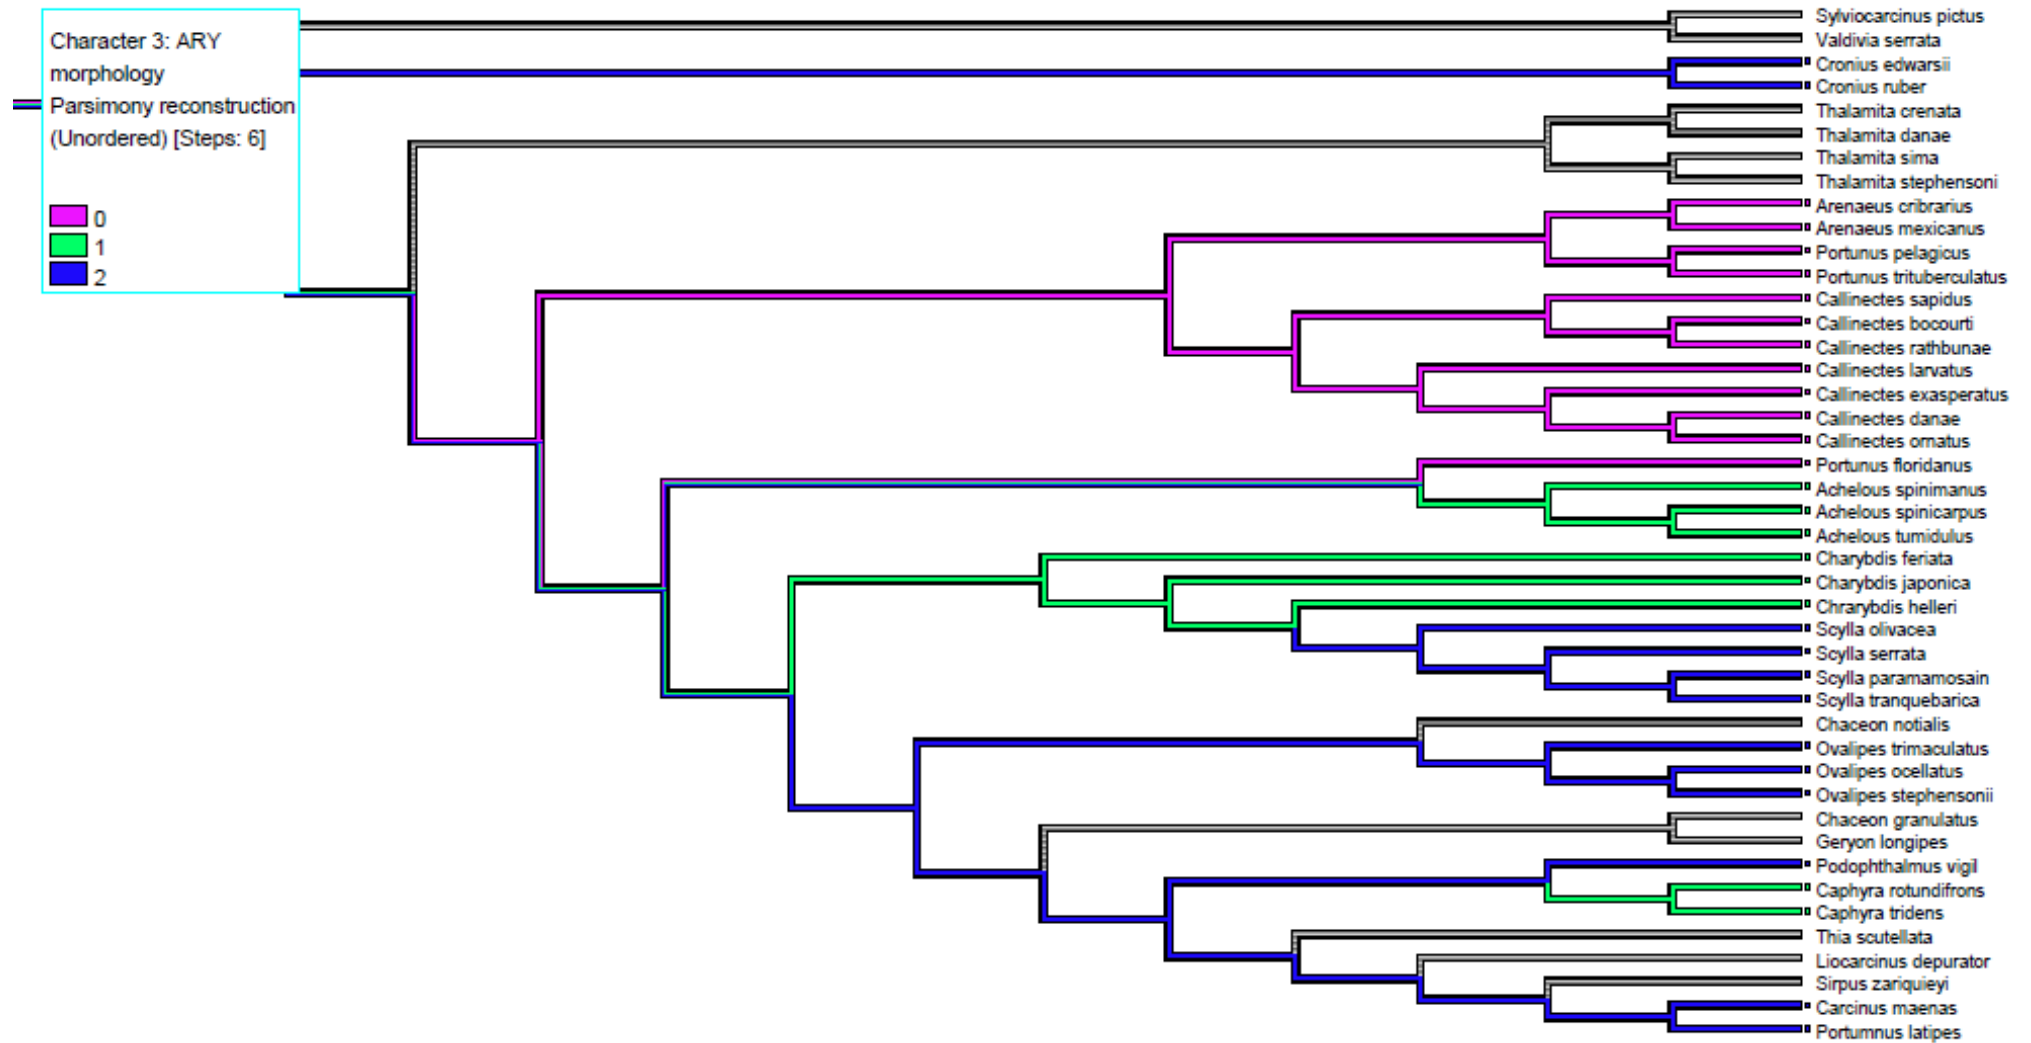 Character 3: ARY
morphology
Parsimony reconstruction
(Unordered) [Steps: 6]
0
1
2
Sylviocarcinus pictus
Valdivia serrata
Cronius edwarsii
Cronius ruber
Thalamita crenata
Thalamita danae
Thalamita sima
Thalamita stephensoni
Arenaeus cribrarius
Arenaeus mexicanus
Portunus pelagicus
Portunus trituberculatus
Callinectes sapidus
Callinectes bocourti
Callinectes rathbunae
Callinectes larvatus
Callinectes exasperatus
Callinectes danae
Callinectes ornatus
Portunus floridanus
Achelous spinimanus
Achelous spinicarpus
Achelous tumidulus
Charybdis feriata
Charybdis japonica
Chrarybdis helleri
Scylla olivacea
Scylla serrata
Scylla paramamosain
Scylla tranquebarica
Chaceon notialis
Ovalipes trimaculatus
Ovalipes ocellatus
Ovalipes stephensonii
Chaceon granulatus
Geryon longipes
Podophthalmus vigil
Caphyra rotundifrons
Caphyra tridens
Thia scutellata
Liocarcinus depurator
Sirpus zariquieyi
Carcinus maenas
Portumnus latipes